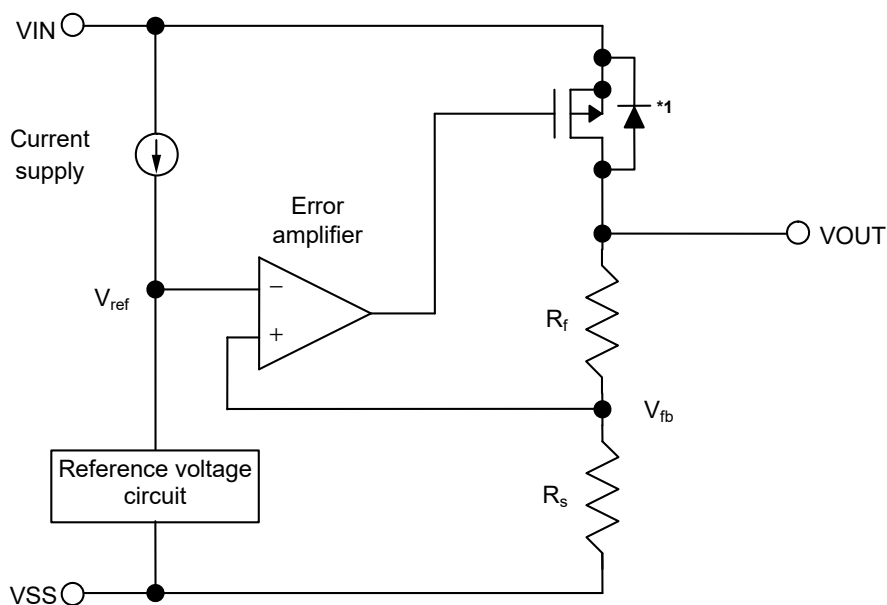 VIN
*1
Current
supply
Error
amplifier
VOUT
Vref
−
+
Rf
Vfb
Reference voltage
circuit
Rs
VSS